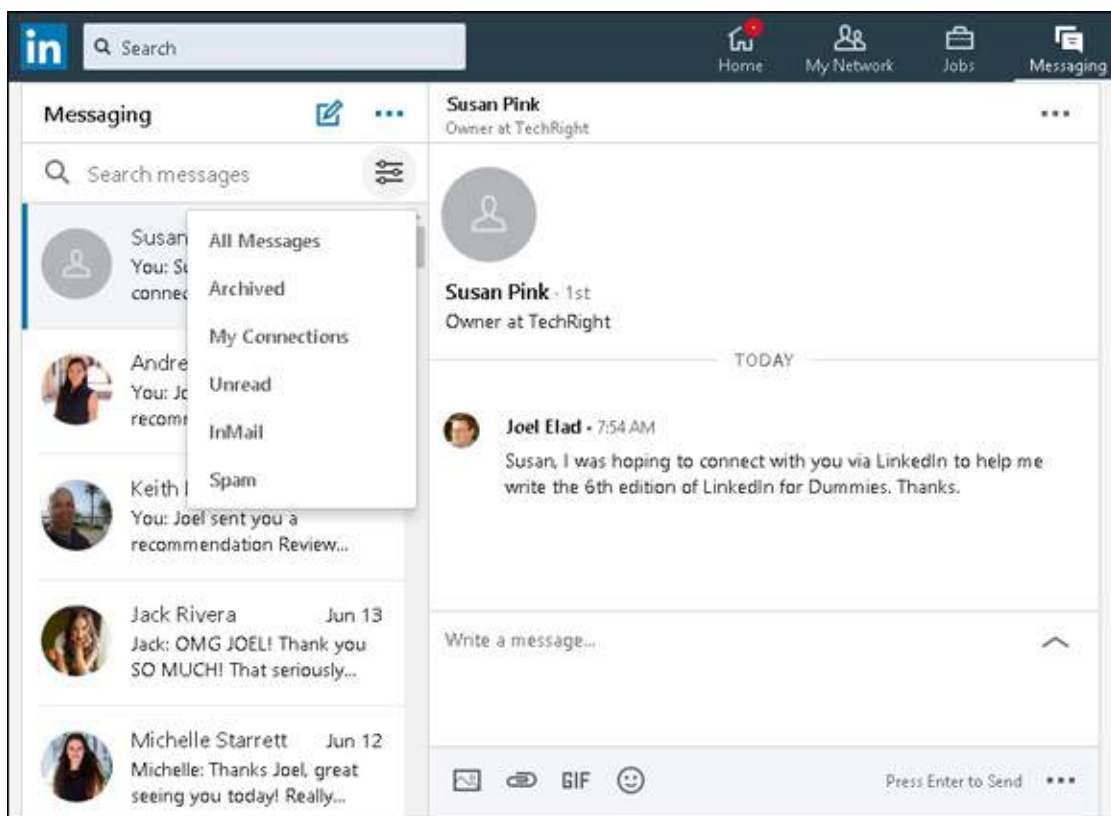 in
Search
Home
My Network
Jobs
Messaging
Messaging
Search messages
All Messages
Archived
My Connections
Unread
InMail
Spam
Susan
You:
Andre
You:
Keith
You: Joel sent you a
recommendation Review...
Jack Rivera Jun 13
Jack: OMG JOEL! Thank you
SO MUCH! That seriously...
Michelle Starrett Jun 12
Michelle: Thanks Joel, great
seeing you today! Really...
Susan Pink
Owner at TechRight
Susan Pink · 1st
Owner at TechRight
TODAY
Joel Elad • 7:54 AM
Susan, I was hoping to connect with you via LinkedIn to help me
write the 6th edition of LinkedIn for Dummies. Thanks.
Write a message...
GIF
Press Enter to Send